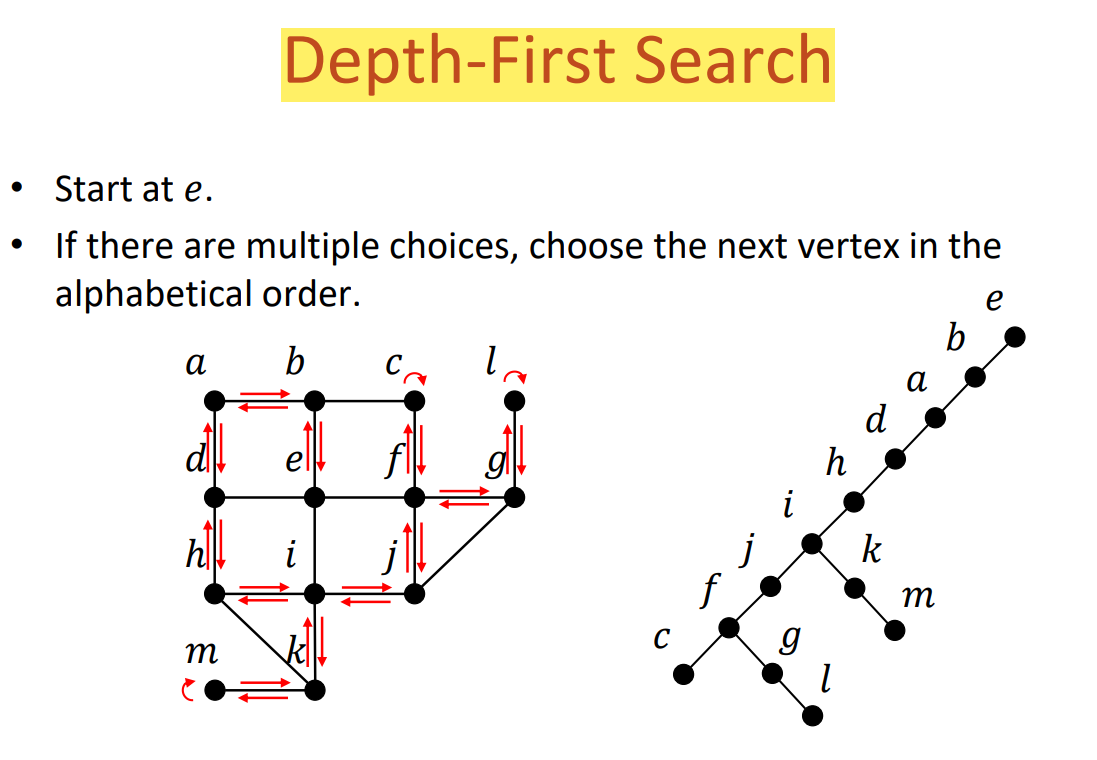 Depth-First Search
• Start at e.
• If there are multiple choices, choose the next vertex in the
alphabetical order.
a b c l
d e f g
h i j
m k
e
b
a
d
h
i
j k
f m
c g
l